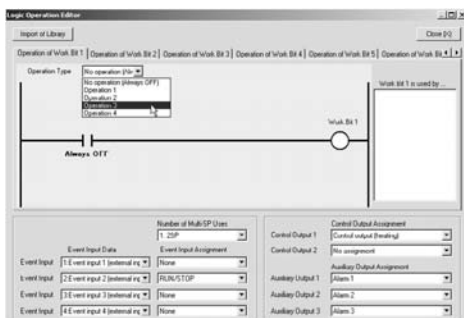 Logic Operation Editor
Import of Library
Close [X]
Operation of Work Bit 1 Operation of Work Bit 2 Operation of Work Bit 3 Operation of Work Bit 4 Operation of Work Bit 5 Operation of Work Bit
Operation Type No operation (Alw
No operation (Always OFF)
Operation 1
Operation 2
Operation 3
Operation 4
Work Bit 1 is used by ...
Work Bit 1
Always OFF
Number of Multi-SP Uses
1. 2SP
Event Input Data Event Input Assignment
Event Input 1:Event input 1 (external inp None
Event Input 2:Event input 2 (external inp RUN/STOP
Event Input 3:Event input 3 (external inp None
Event Input 4:Event input 4 (external inp None
Control Output Assignment
Control Output 1 Control output (heating)
Control Output 2 No assignment
Auxiliary Output Assignment
Auxiliary Output 1 Alarm 1
Auxiliary Output 2 Alarm 2
Auxiliary Output 3 Alarm 3